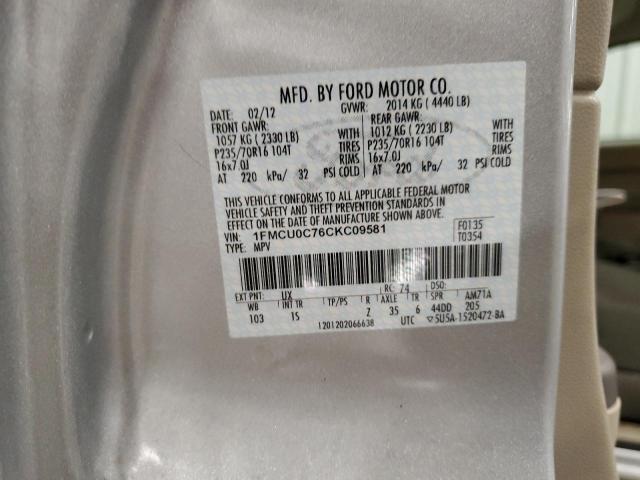 MFD. BY FORD MOTOR CO.
DATE: 02/12 GVWR: 2014 KG ( 4440 LB)
FRONT GAWR: REAR GAWR:
1057 KG ( 2330 LB) WITH 1012 KG ( 2230 LB) WITH
P235/70R16 104T TIRES P235/70R16 104T TIRES
16x7.0J RIMS 16x7.0J RIMS
AT 220 kPa/ 32 PSI COLD AT 220 kPa/ 32 PSI COLD
THIS VEHICLE CONFORMS TO ALL APPLICABLE FEDERAL MOTOR
VEHICLE SAFETY AND THEFT PREVENTION STANDARDS IN
EFFECT ON THE DATE OF MANUFACTURE SHOWN ABOVE.
VIN: 1FMCU0C76CKC09581 F0135
TYPE: MPV T0354
EXT PNT: UX RC: 74 DSO:
WB INT TR TP/PS R AXLE TR SPR AM71A
103 1S Z 35 6 44DD 205
1201202066638 UTC 5U5A-1520472-BA